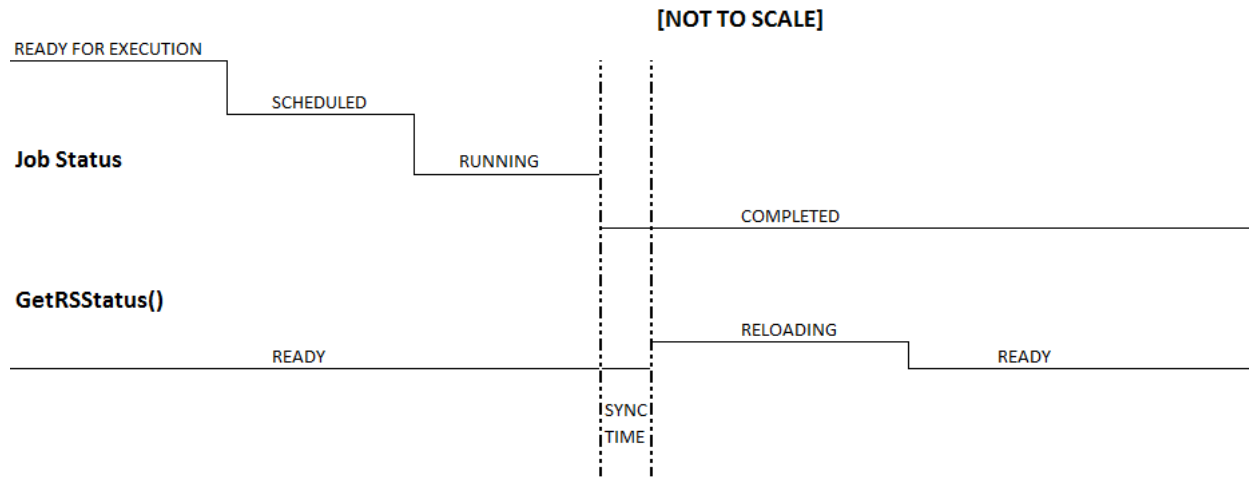 [NOT TO SCALE]
READY FOR EXECUTION
SCHEDULED
Job Status
RUNNING
COMPLETED
GetRSStatus()
RELOADING
READY
READY
SYNC
TIME